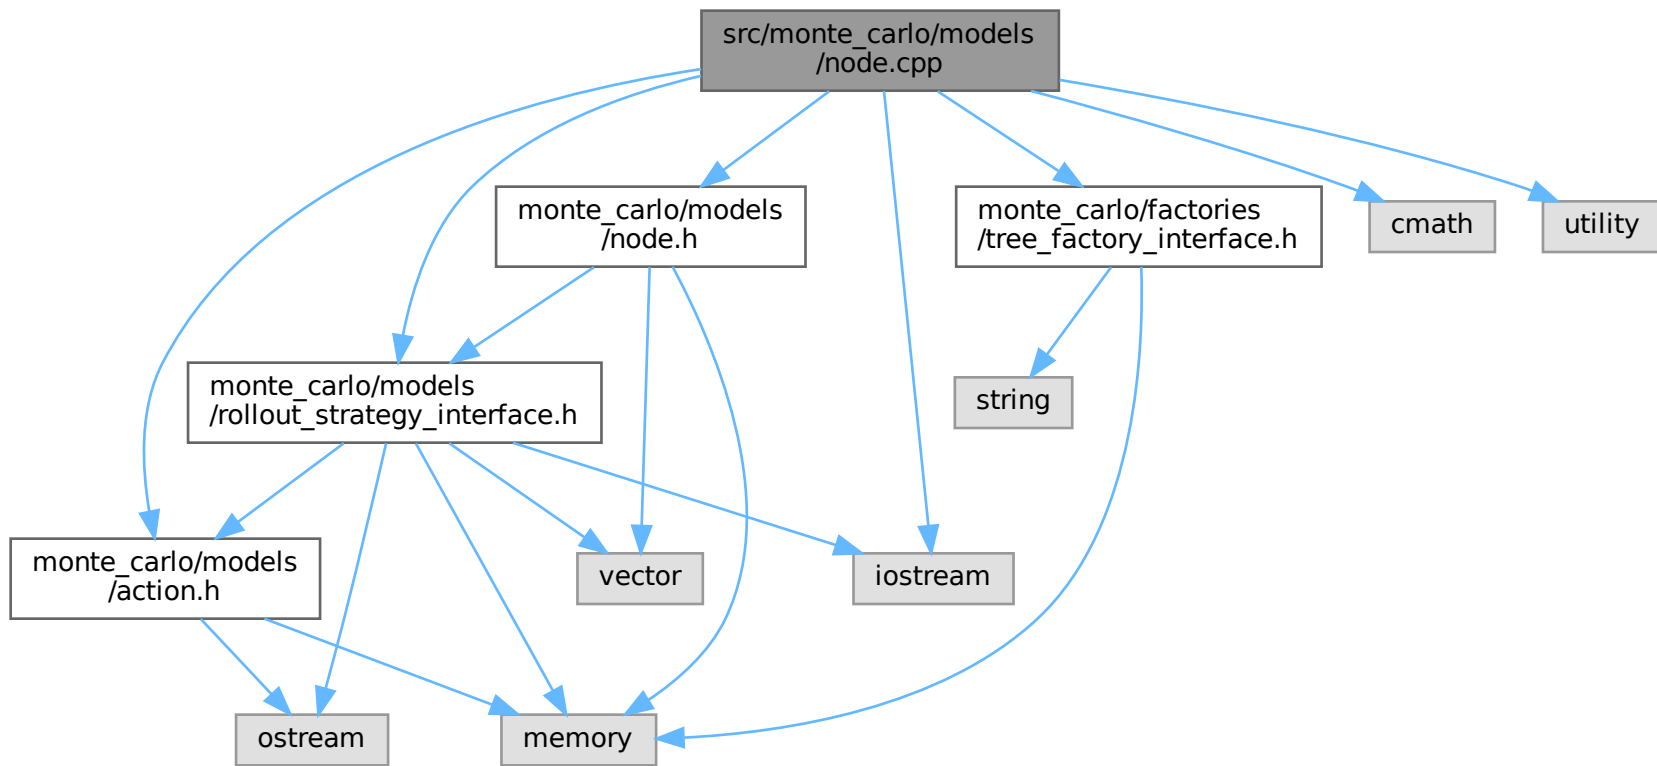 src/monte_carlo/models
/node.cpp
monte_carlo/models
/node.h
monte_carlo/factories
/tree_factory_interface.h
cmath
utility
monte_carlo/models
/rollout_strategy_interface.h
string
monte_carlo/models
/action.h
vector
iostream
ostream
memory